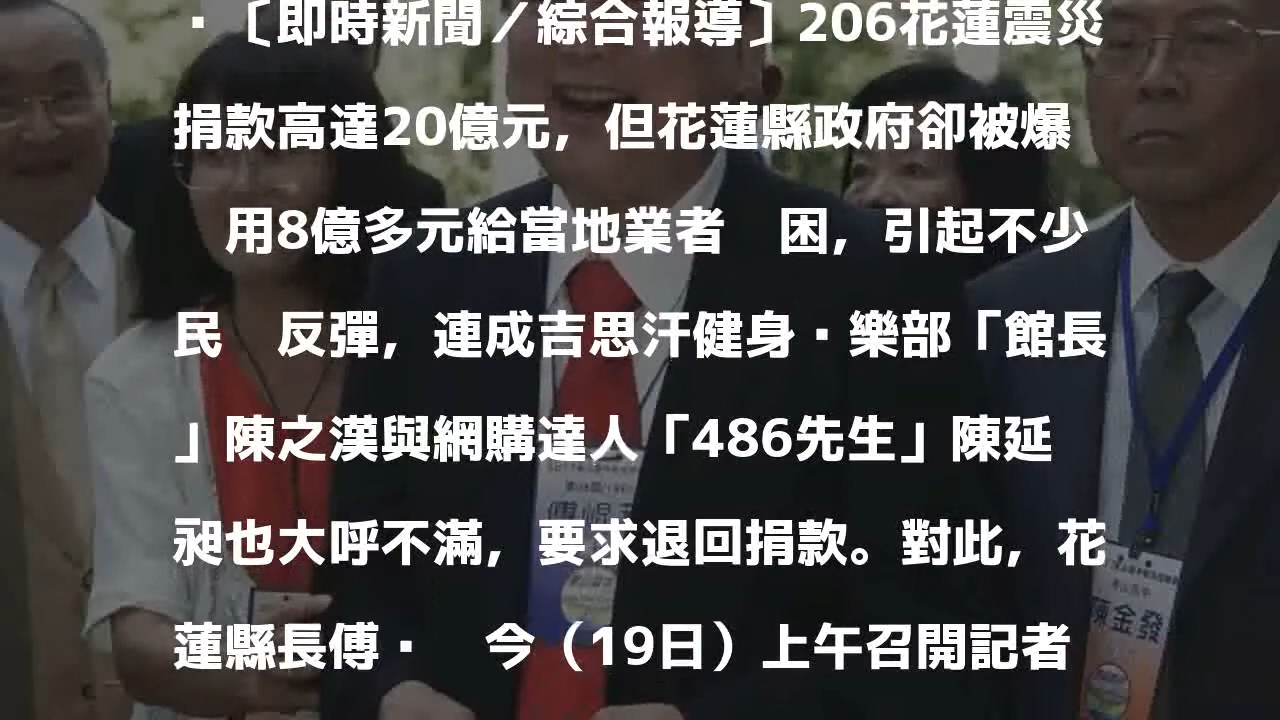 ·〔即時新聞／綜合報導〕206花蓮震災
捐款高達20億元，但花蓮縣政府卻被爆
　用8億多元給當地業者　困，引起不少
民　反彈，連成吉思汗健身·樂部「館長
」陳之漢與網購達人「486先生」陳延
昶也大呼不滿，要求退回捐款。對此，花
蓮縣長傅·　今（19日）上午召開記者
陳金發